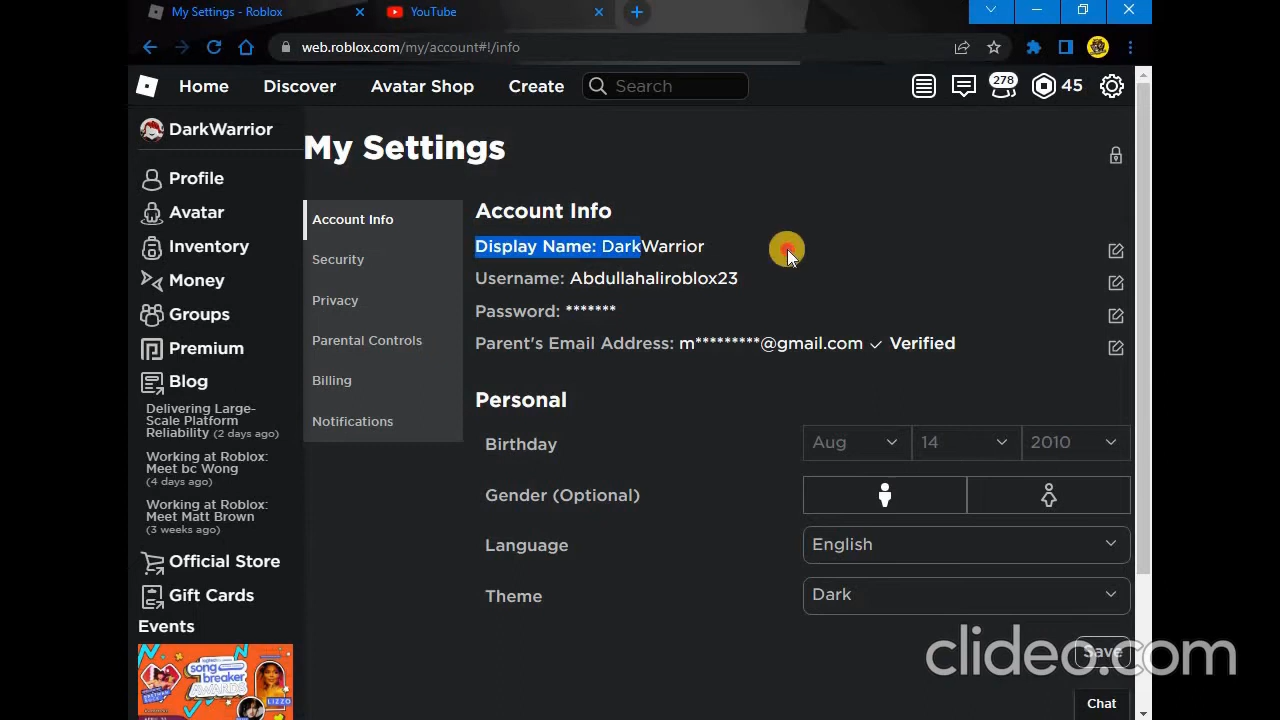 My Settings - Roblox
YouTube
web.roblox.com/my/account#!/info
Home Discover Avatar Shop Create Search 278 45
DarkWarrior
Profile
Avatar
Inventory
Money
Groups
Premium
Blog
Delivering Large-
Scale Platform
Reliability (2 days ago)
Working at Roblox:
Meet bc Wong
(4 days ago)
Working at Roblox:
Meet Matt Brown
(3 weeks ago)
Official Store
Gift Cards
Events
song
breaker
AWARDS
LIZZO
My Settings
Account Info
Security
Privacy
Parental Controls
Billing
Notifications
Account Info
Display Name: DarkWarrior
Username: Abdullahaliroblox23
Password: *******
Parent's Email Address: m*********@gmail.com ✓ Verified
Personal
Birthday Aug 14 2010
Gender (Optional)
Language English
Theme Dark
Save
Chat
clideo.com